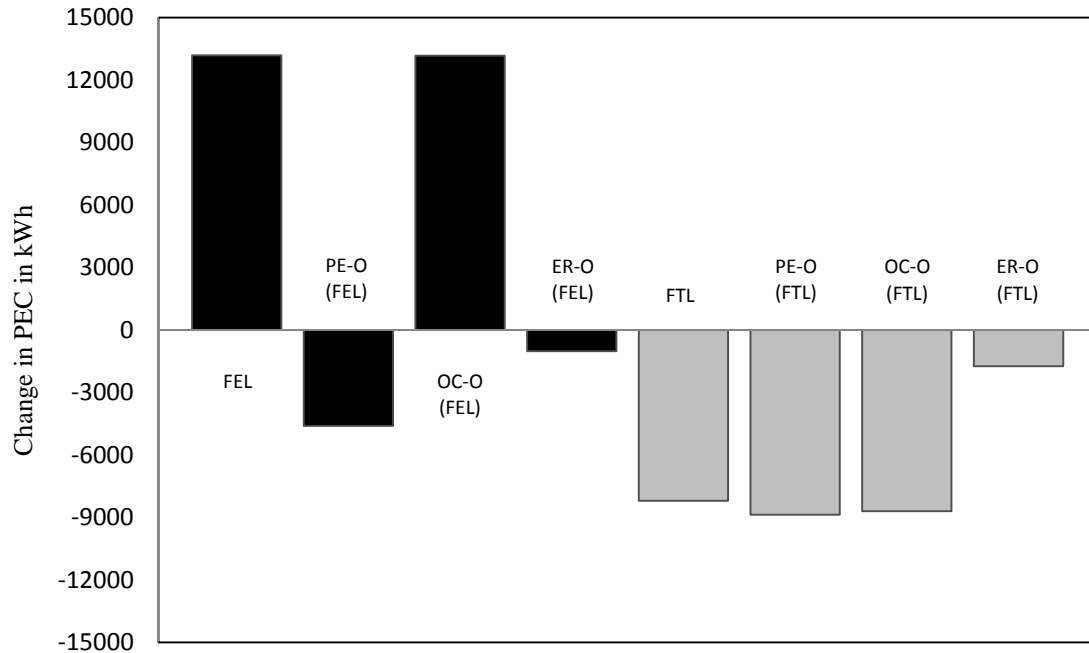 15000
12000
9000
6000
3000
0
-3000
-6000
-9000
-12000
-15000
Change in PEC in kWh
FEL
PE-O
(FEL)
OC-O
(FEL)
ER-O
(FEL)
FTL
PE-O
(FTL)
OC-O
(FTL)
ER-O
(FTL)